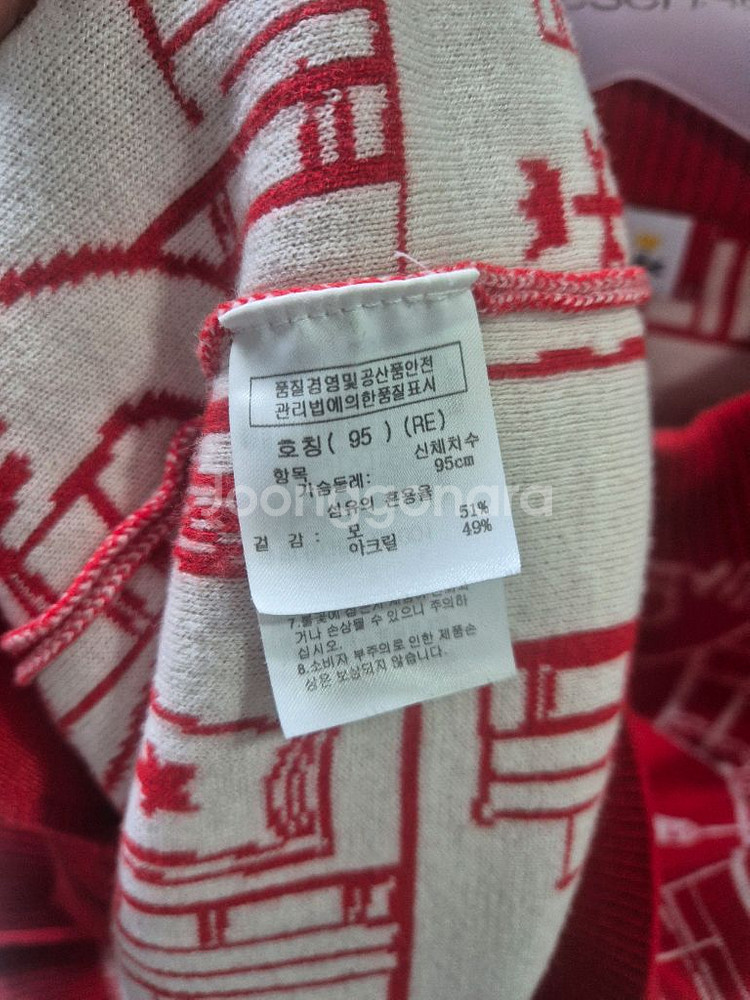 품질경영및공산품안전
관리법에의한품질표시
호칭( 95 ) (RE)
항목 신체치수
가슴둘레: 95cm
섬유의 혼용율
겉 감 : 모 51%
아크릴 49%
Joonggonara
거나 손상될 수 있으니 주의하
십시오.
8.소비자 부주의로 인한 제품손
상은 보상되지 않습니다.